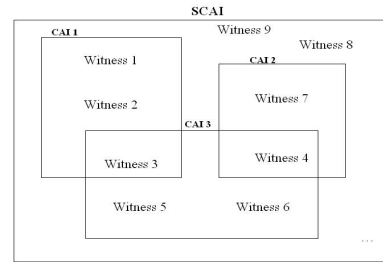 SCAI
Witness 9
CAI 1
Witness 8
Witness 1
CAI 2
Witness 7
Witness 2
CAI 3
Witness 3
Witness 4
Witness 5
Witness 6
...